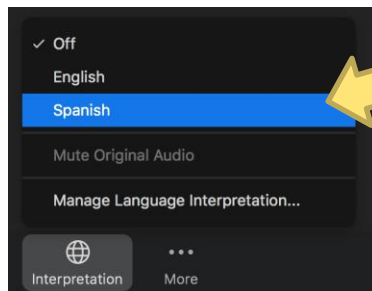 Off
English
Spanish
Mute Original Audio
Manage Language Interpretation...
Interpretation
More